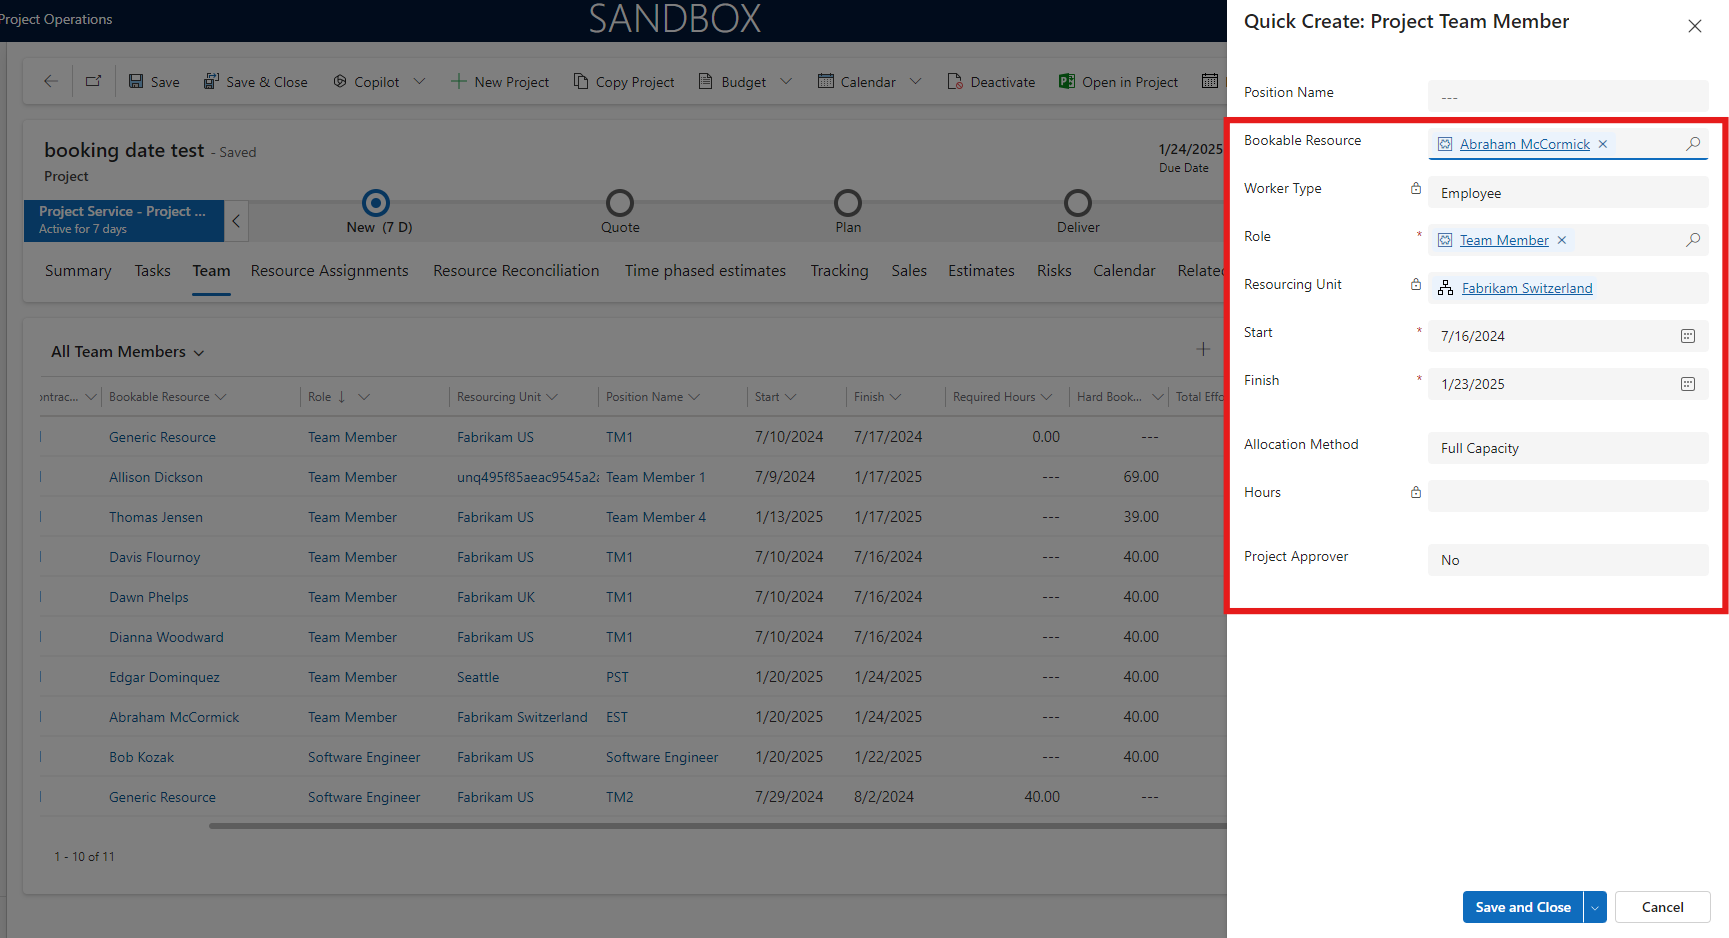 Project Operations
SANDBOX
Save
Save & Close
Copilot
New Project
Copy Project
Budget
Calendar
Deactivate
Open in Project
booking date test - Saved
Project
1/24/2025
Due Date
Project Service - Project ...
Active for 7 days
New (7 D)
Quote
Plan
Deliver
Summary Tasks Team Resource Assignments Resource Reconciliation Time phased estimates Tracking Sales Estimates Risks Calendar Related
All Team Members
ontrac... Bookable Resource Role Resourcing Unit Position Name Start Finish Required Hours Hard Book... Total Effo
Generic Resource Team Member Fabrikam US TM1 7/10/2024 7/17/2024 0.00 ---
Allison Dickson Team Member unq495f85aeac9545a2a Team Member 1 7/9/2024 1/17/2025 --- 69.00
Thomas Jensen Team Member Fabrikam US Team Member 4 1/13/2025 1/17/2025 --- 39.00
Davis Flournoy Team Member Fabrikam US TM1 7/10/2024 7/16/2024 --- 40.00
Dawn Phelps Team Member Fabrikam UK TM1 7/10/2024 7/16/2024 --- 40.00
Dianna Woodward Team Member Fabrikam US TM1 7/10/2024 7/16/2024 --- 40.00
Edgar Dominquez Team Member Seattle PST 1/20/2025 1/24/2025 --- 40.00
Abraham McCormick Team Member Fabrikam Switzerland EST 1/20/2025 1/24/2025 --- 40.00
Bob Kozak Software Engineer Fabrikam US Software Engineer 1/20/2025 1/22/2025 --- 40.00
Generic Resource Software Engineer Fabrikam US TM2 7/29/2024 8/2/2024 40.00 ---
1 - 10 of 11
Quick Create: Project Team Member
Position Name ---
Bookable Resource Abraham McCormick
Worker Type Employee
Role * Team Member
Resourcing Unit Fabrikam Switzerland
Start * 7/16/2024
Finish * 1/23/2025
Allocation Method Full Capacity
Hours
Project Approver No
Save and Close
Cancel